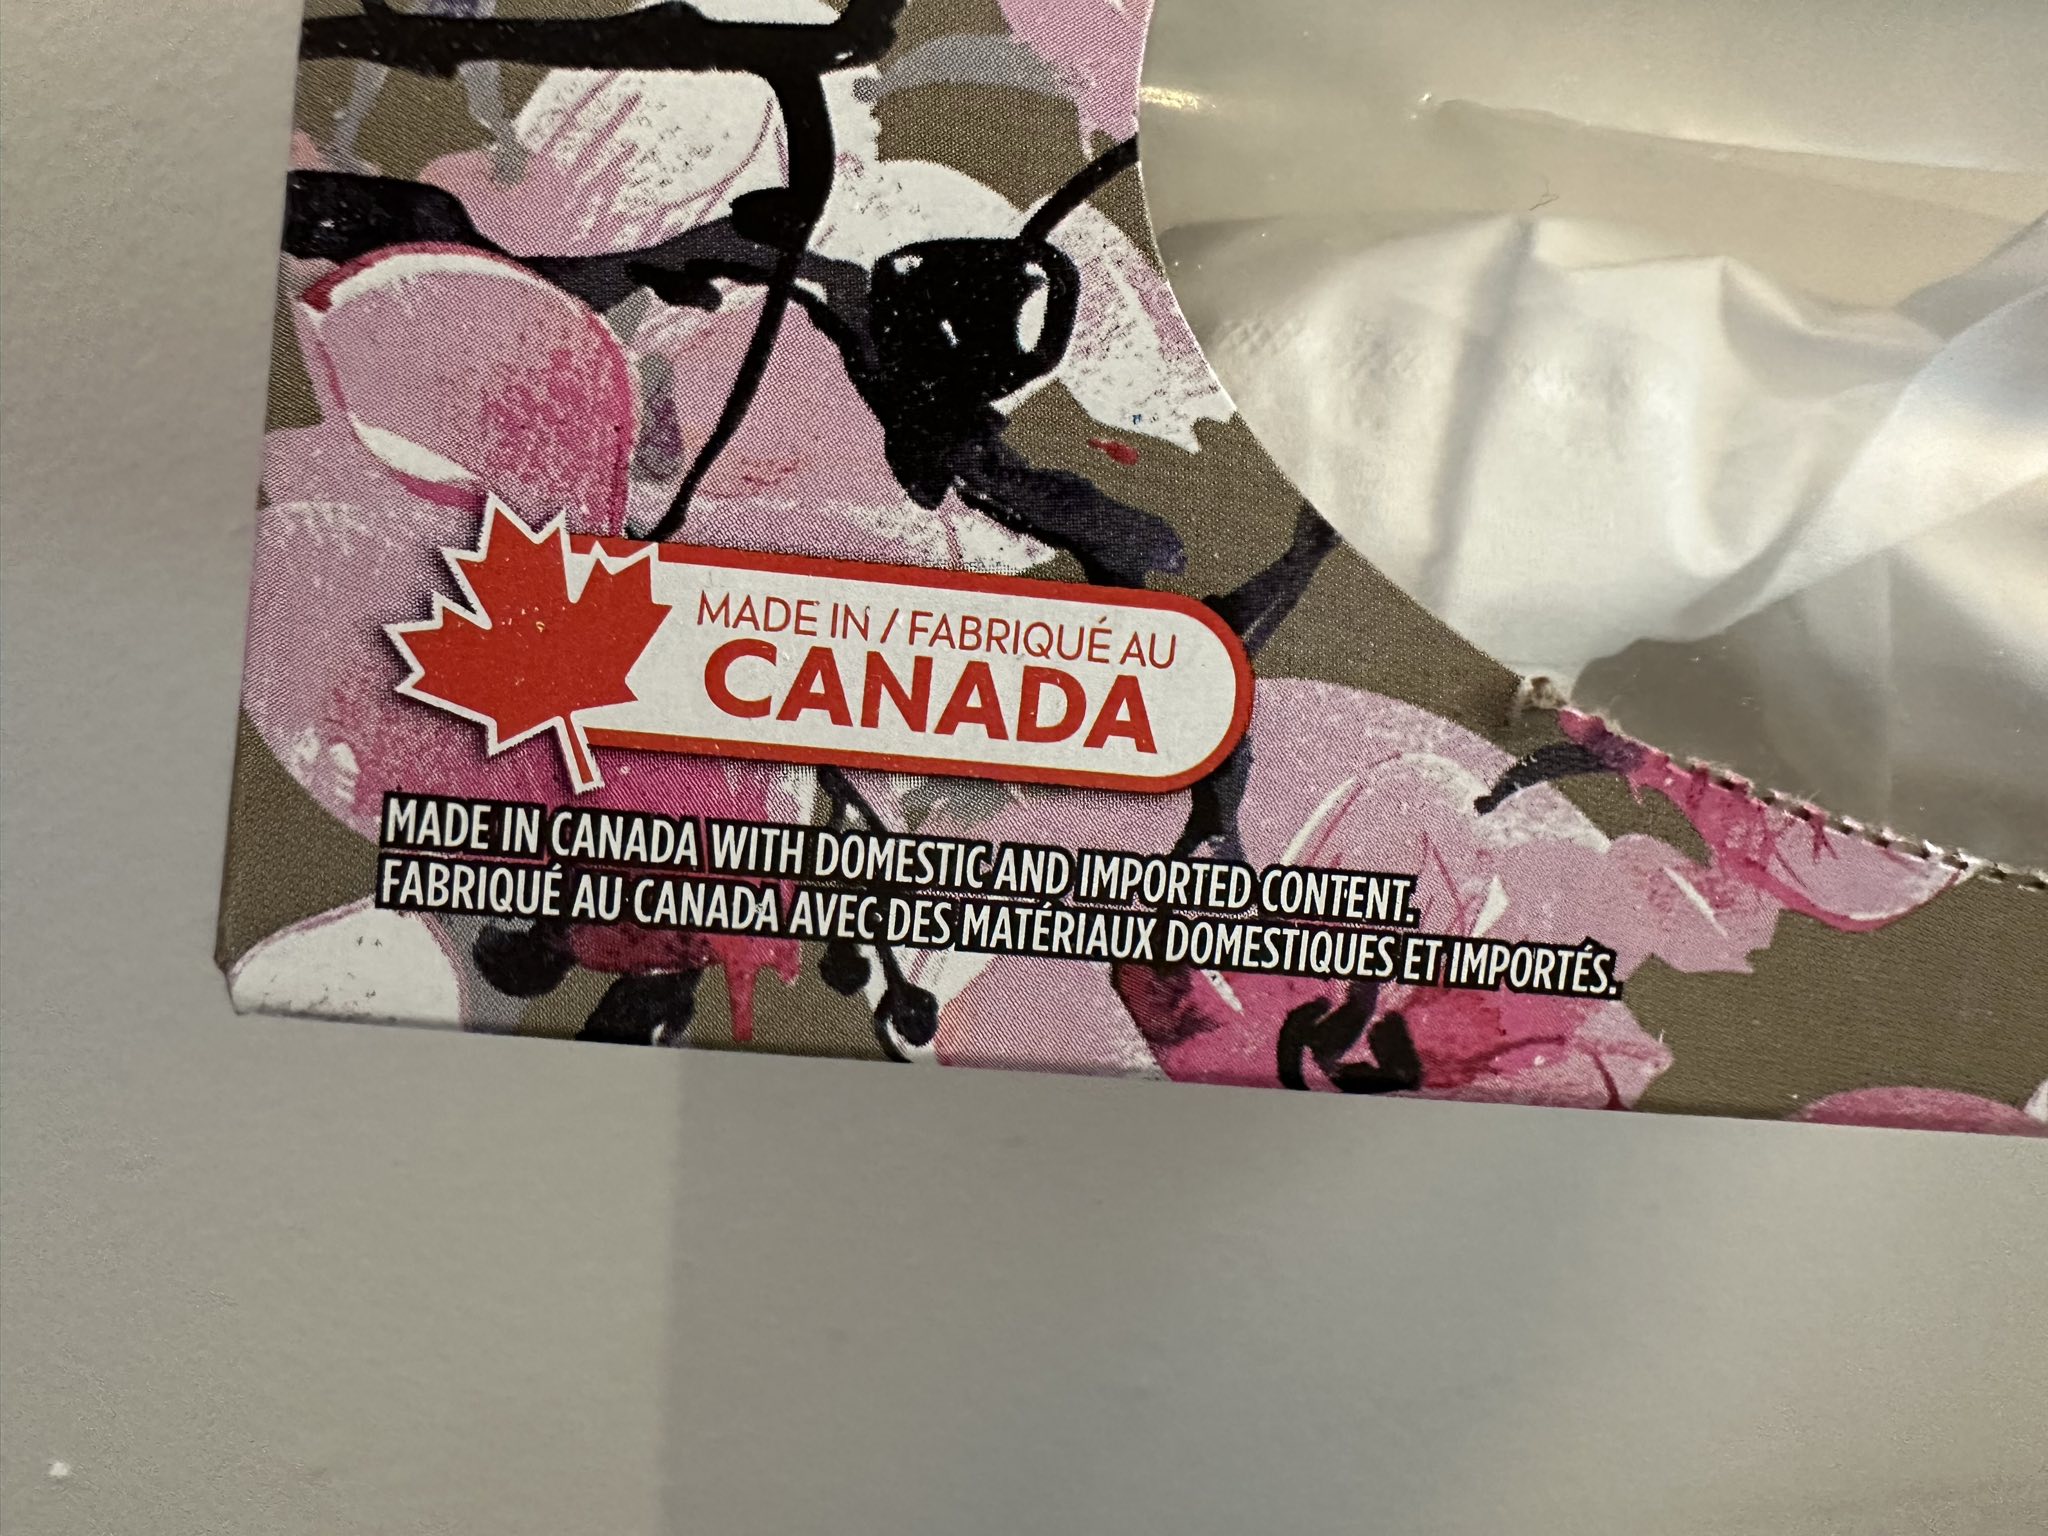 MADE IN / FABRIQUÉ AU
CANADA
MADE IN CANADA WITH DOMESTIC AND IMPORTED CONTENT.
FABRIQUÉ AU CANADA AVEC DES MATÉRIAUX DOMESTIQUES ET IMPORTÉS.